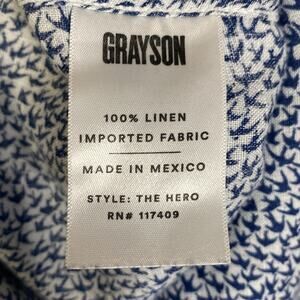 GRAYSON
100% LINEN
IMPORTED FABRIC
MADE IN MEXICO
STYLE: THE HERO
RN# 117409